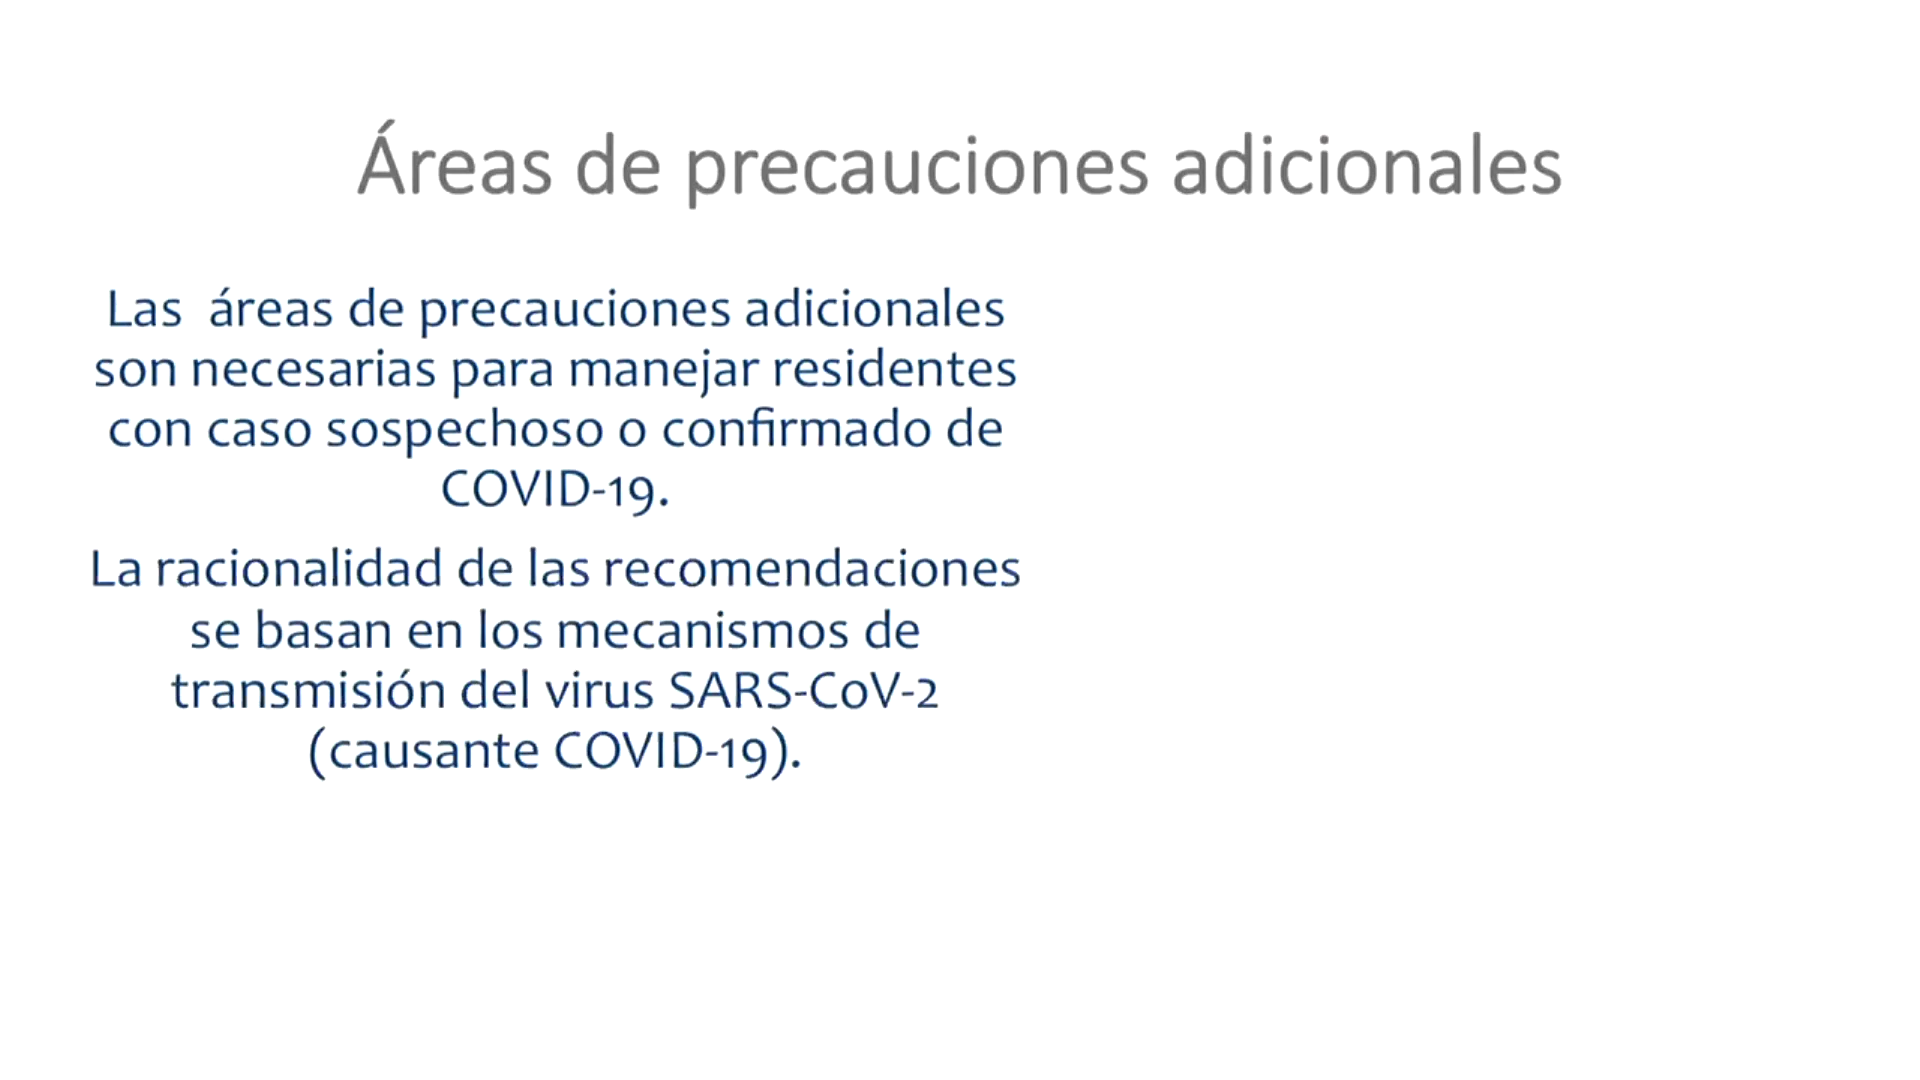 Áreas de precauciones adicionales
Las áreas de precauciones adicionales
son necesarias para manejar residentes
con caso sospechoso o confirmado de
COVID-19.
La racionalidad de las recomendaciones
se basan en los mecanismos de
transmisión del virus SARS-CoV-2
(causante COVID-19).